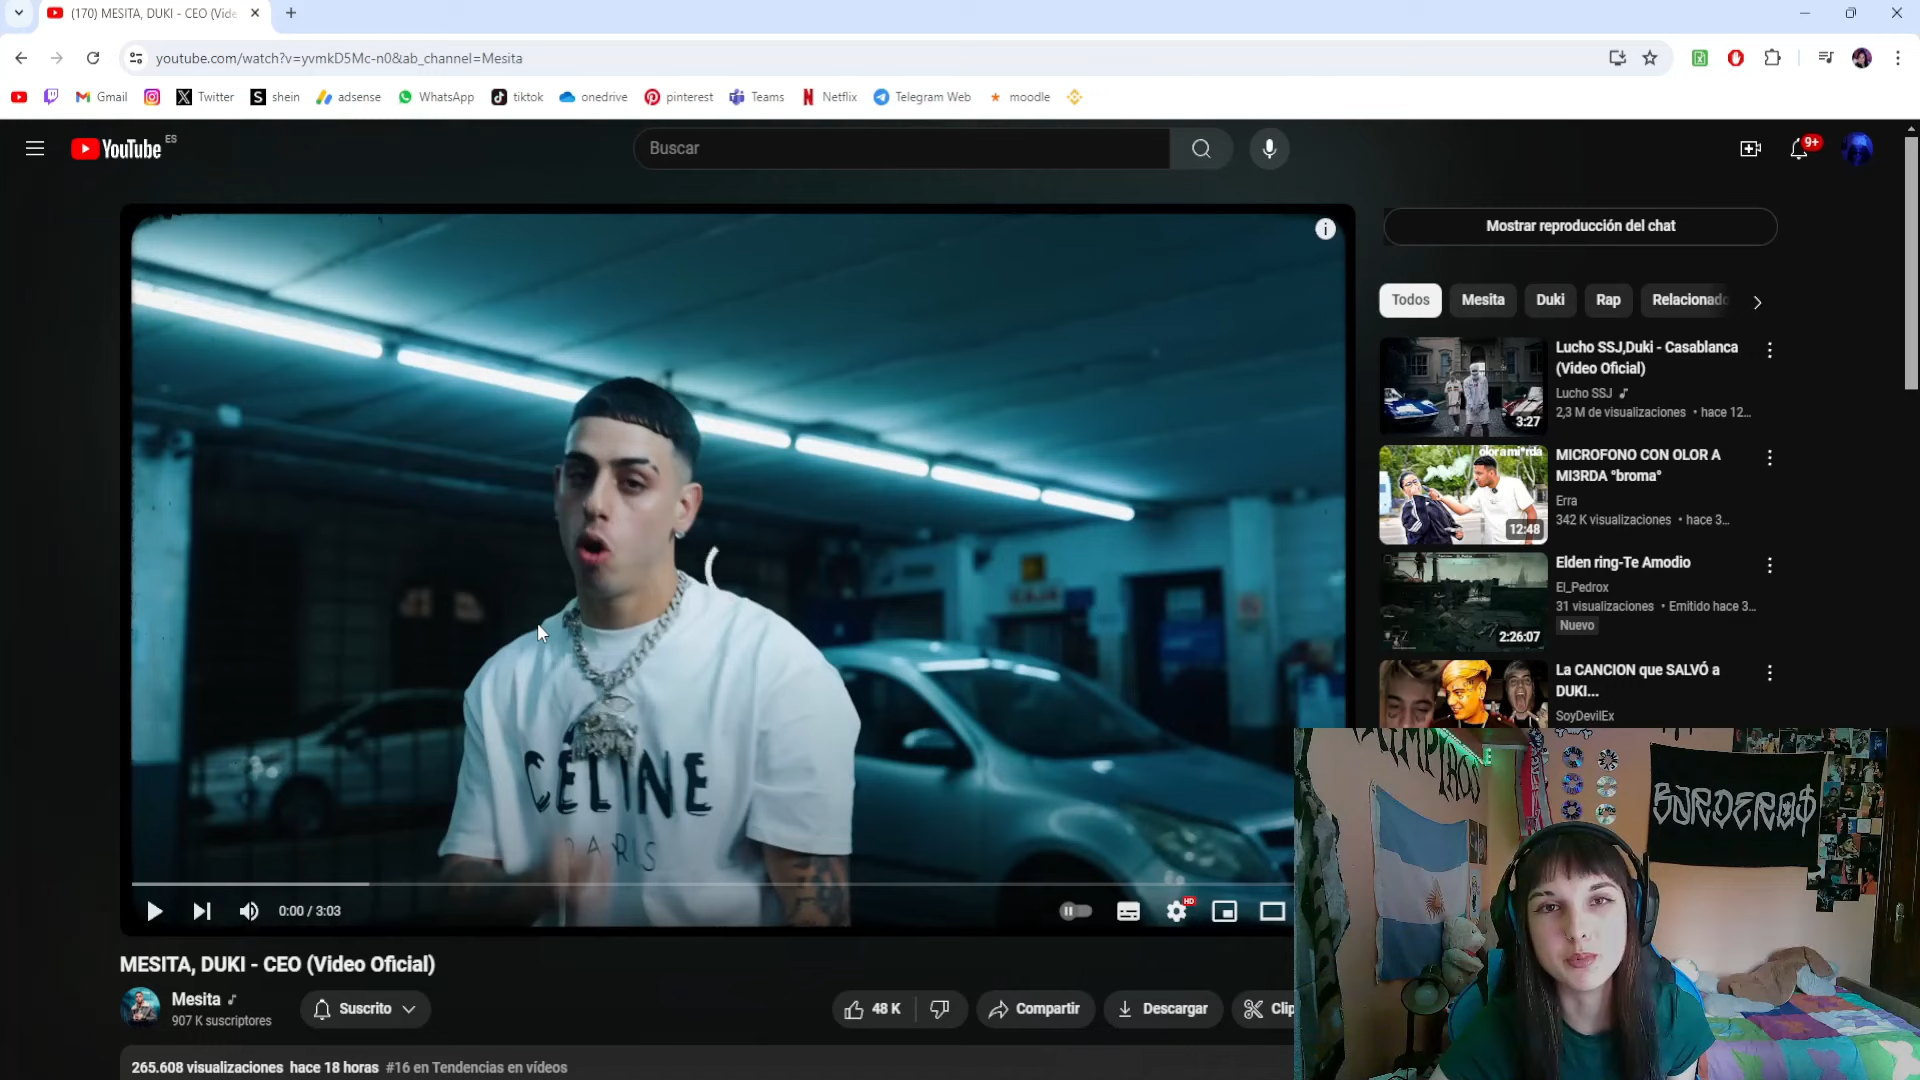 (170) MESITA, DUKI - CEO (Vide
youtube.com/watch?v=yvmkD5Mc-n0&ab_channel=Mesita
Gmail
Twitter
shein
adsense
WhatsApp
tiktok
onedrive
pinterest
Teams
Netflix
Telegram Web
moodle
YouTube ES
Buscar
9+
CELINE
PARIS
0:00 / 3:03
HD
MESITA, DUKI - CEO (Video Oficial)
Mesita
907 K suscriptores
Suscrito
48 K
Compartir
Descargar
Clip
265.608 visualizaciones hace 18 horas #16 en Tendencias en vídeos
Mostrar reproducción del chat
Todos
Mesita
Duki
Rap
Relacionado
Lucho SSJ,Duki - Casablanca
(Video Oficial)
Lucho SSJ
2,3 M de visualizaciones • hace 12...
3:27
MICROFONO CON OLOR A
MI3RDA °broma°
Erra
342 K visualizaciones • hace 3...
12:48
Elden ring-Te Amodio
El_Pedrox
31 visualizaciones • Emitido hace 3...
Nuevo
2:26:07
La CANCION que SALVÓ a
DUKI...
SoyDevilEx